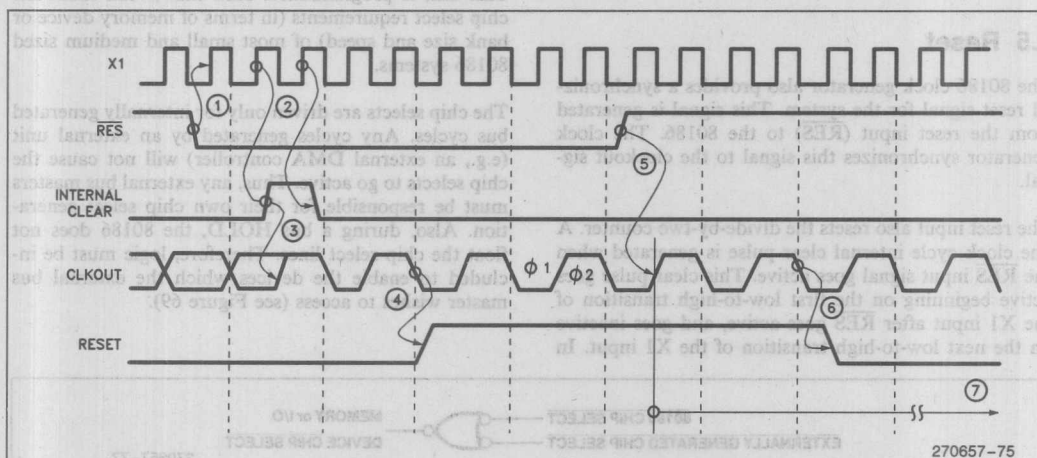 chip select requirements (in terms of memory device or
bank size and speed) of most small and medium sized
80186 systems.
The chip selects are driven only for internally generated
bus cycles. Any cycles generated by an external unit
(e.g., an external DMA controller) will not cause the
chip selects to go active. Thus, any external bus masters
must be responsible for their own chip select genera-
tion. Also, during a bus HOLD, the 80186 does not
float the chip select lines. Therefore, logic must be in-
cluded to enable the devices which the external bus
master wishes to access (see Figure 69).
Reset
80186 clock generator also provides a synchroniz-
reset signal for the system. This signal is generated
from the reset input (RES) to the 80186. The clock
generator synchronizes this signal to the clockout sig-
The reset input also resets the divide-by-two counter. A
one clock cycle internal clear pulse is generated when
the RES input signal goes active. This clear pulse goes
active beginning on the first low-to-high transition of
the X1 input after RES goes active, and goes inactive
on the next low-to-high transition of the X1 input. In
X1
RES
INTERNAL
CLEAR
CLKOUT
RESET
1
2
3
4
5
6
7
ϕ1
ϕ2
80186 CHIP SELECT
EXTERNALLY GENERATED CHIP SELECT
MEMORY or I/O
DEVICE CHIP SELECT
270657-75